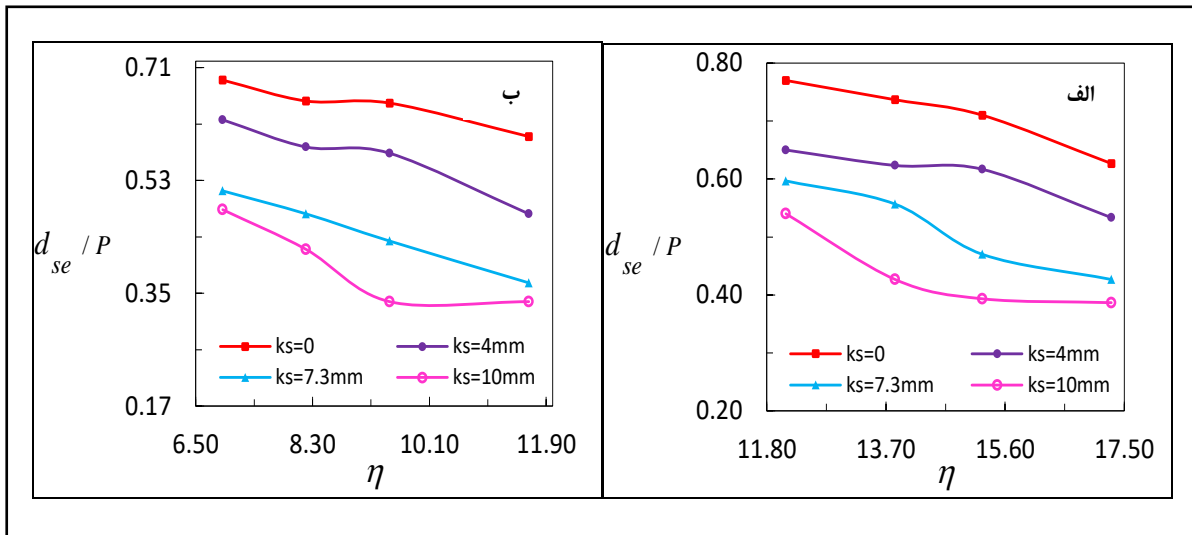 ب
0.71
0.53
0.35
0.17
d_se / P
ks=0 ks=4mm
ks=7.3mm ks=10mm
6.50 8.30 10.10 11.90
η
الف
0.80
0.60
0.40
0.20
d_se / P
ks=0 ks=4mm
ks=7.3mm ks=10mm
11.80 13.70 15.60 17.50
η